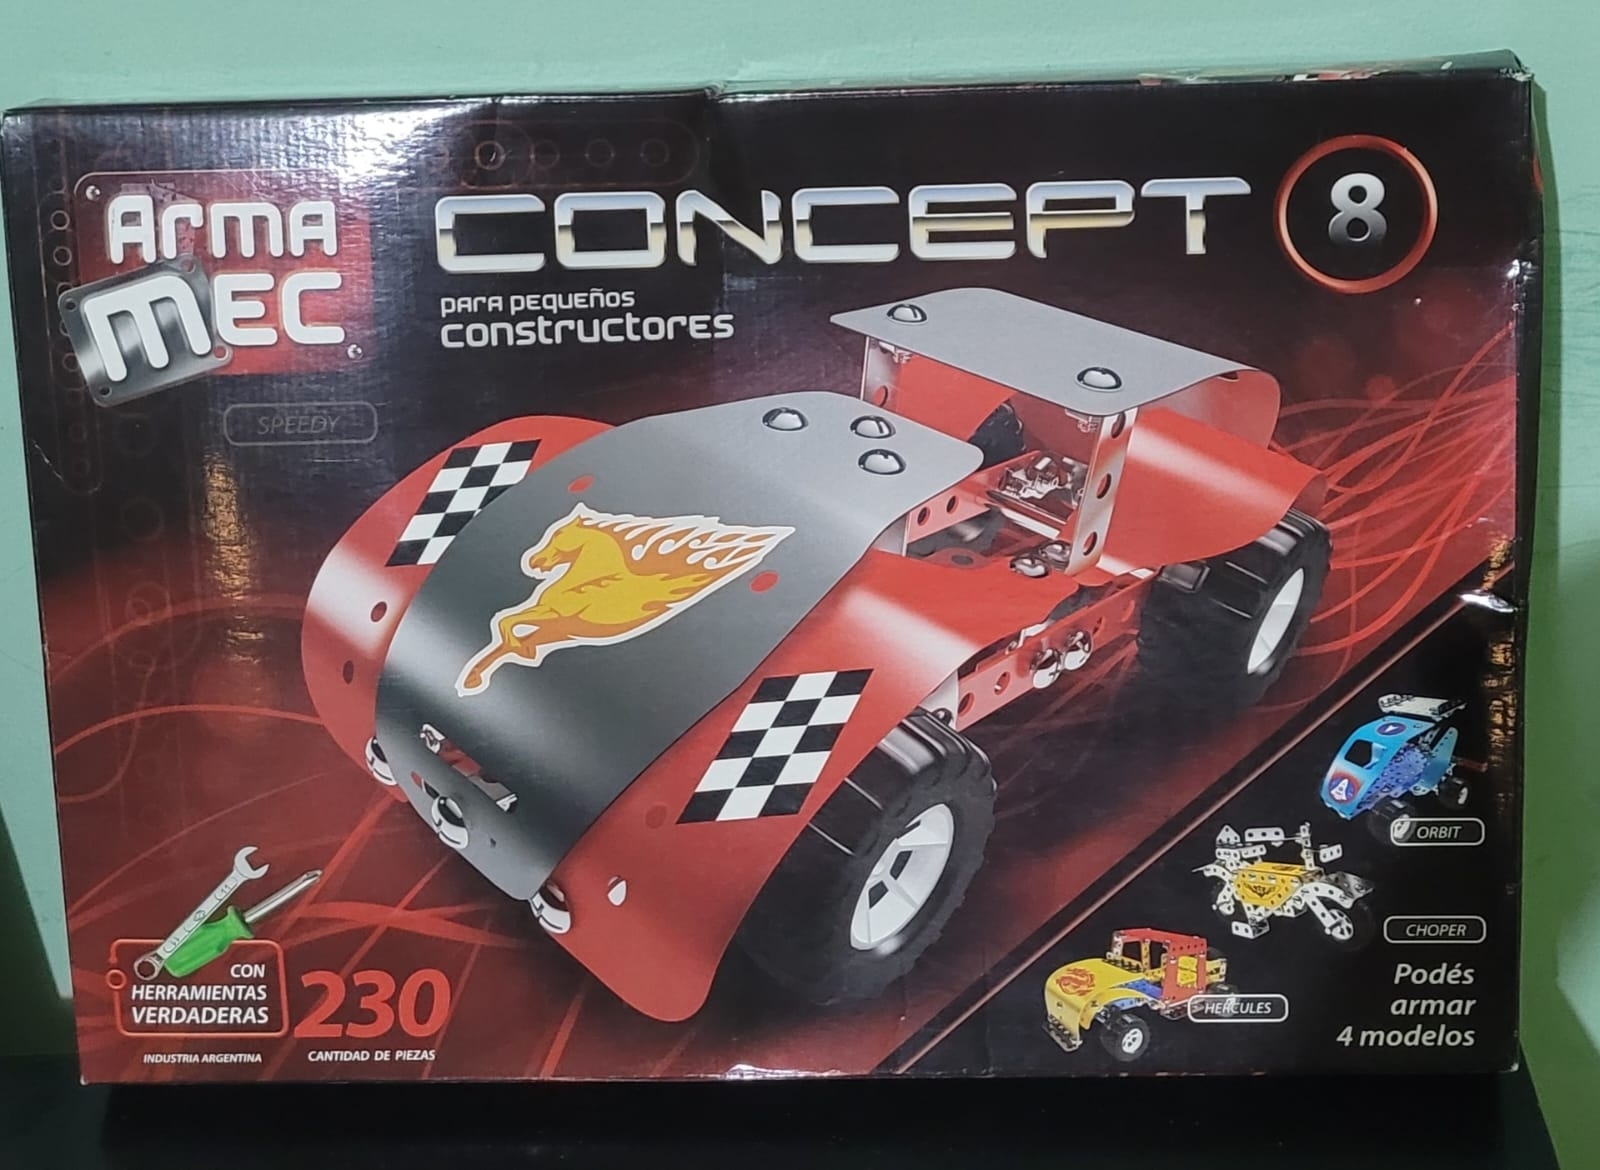 Arma
MEC
CONCEPT
8
para pequeños
constructores
SPEEDY
ORBIT
CHOPER
HERCULES
Podés
armar
4 modelos
CON
HERRAMIENTAS
VERDADERAS
230
CANTIDAD DE PIEZAS
INDUSTRIA ARGENTINA